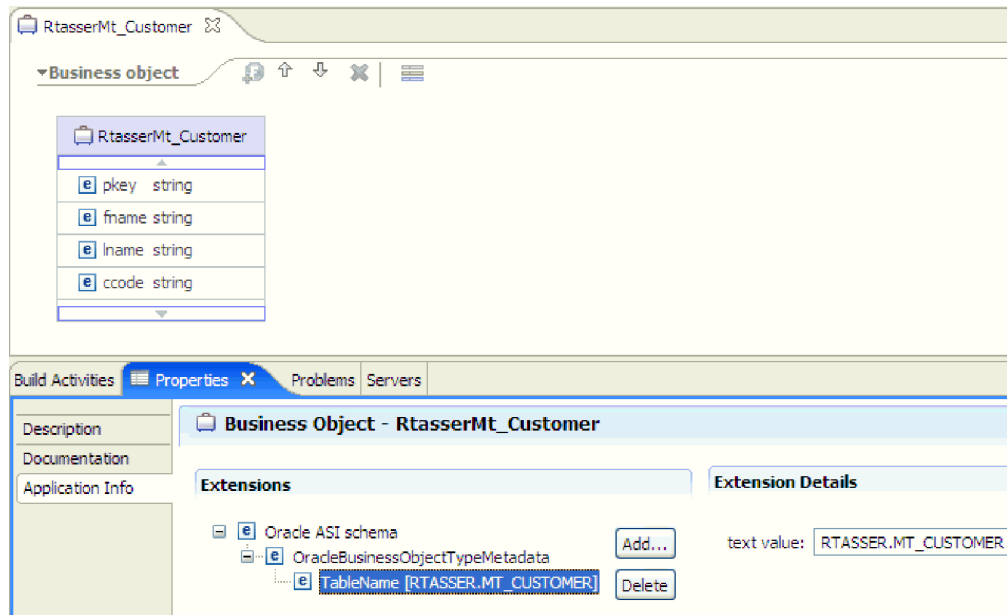 RtasserMt_Customer
Business object
RtasserMt_Customer
pkey string
fname string
lname string
ccode string
Build Activities Properties Problems Servers
Description
Documentation
Application Info
Business Object - RtasserMt_Customer
Extensions
Oracle ASI schema
OracleBusinessObjectTypeMetadata
TableName [RTASSER.MT_CUSTOMER]
Add...
Delete
Extension Details
text value: RTASSER.MT_CUSTOMER